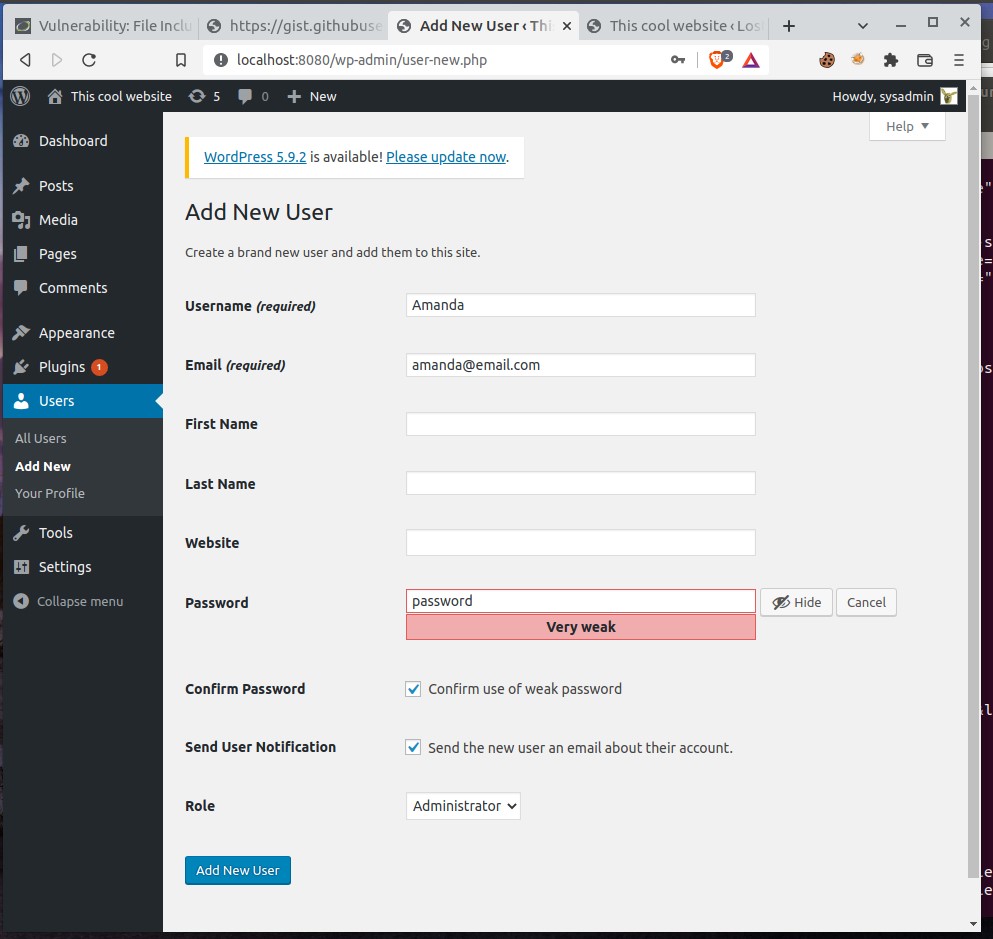 Vulnerability: File Inclu
https://gist.githubuse
Add New User ‹ Thi
This cool website ‹ Los
localhost:8080/wp-admin/user-new.php
2
This cool website 5 0 New
Howdy, sysadmin
Help
Dashboard
Posts
Media
Pages
Comments
Appearance
Plugins 1
Users
All Users
Add New
Your Profile
Tools
Settings
Collapse menu
WordPress 5.9.2 is available! Please update now.
Add New User
Create a brand new user and add them to this site.
Username (required) Amanda
Email (required) amanda@email.com
First Name
Last Name
Website
Password password Hide Cancel
Very weak
Confirm Password Confirm use of weak password
Send User Notification Send the new user an email about their account.
Role Administrator
Add New User